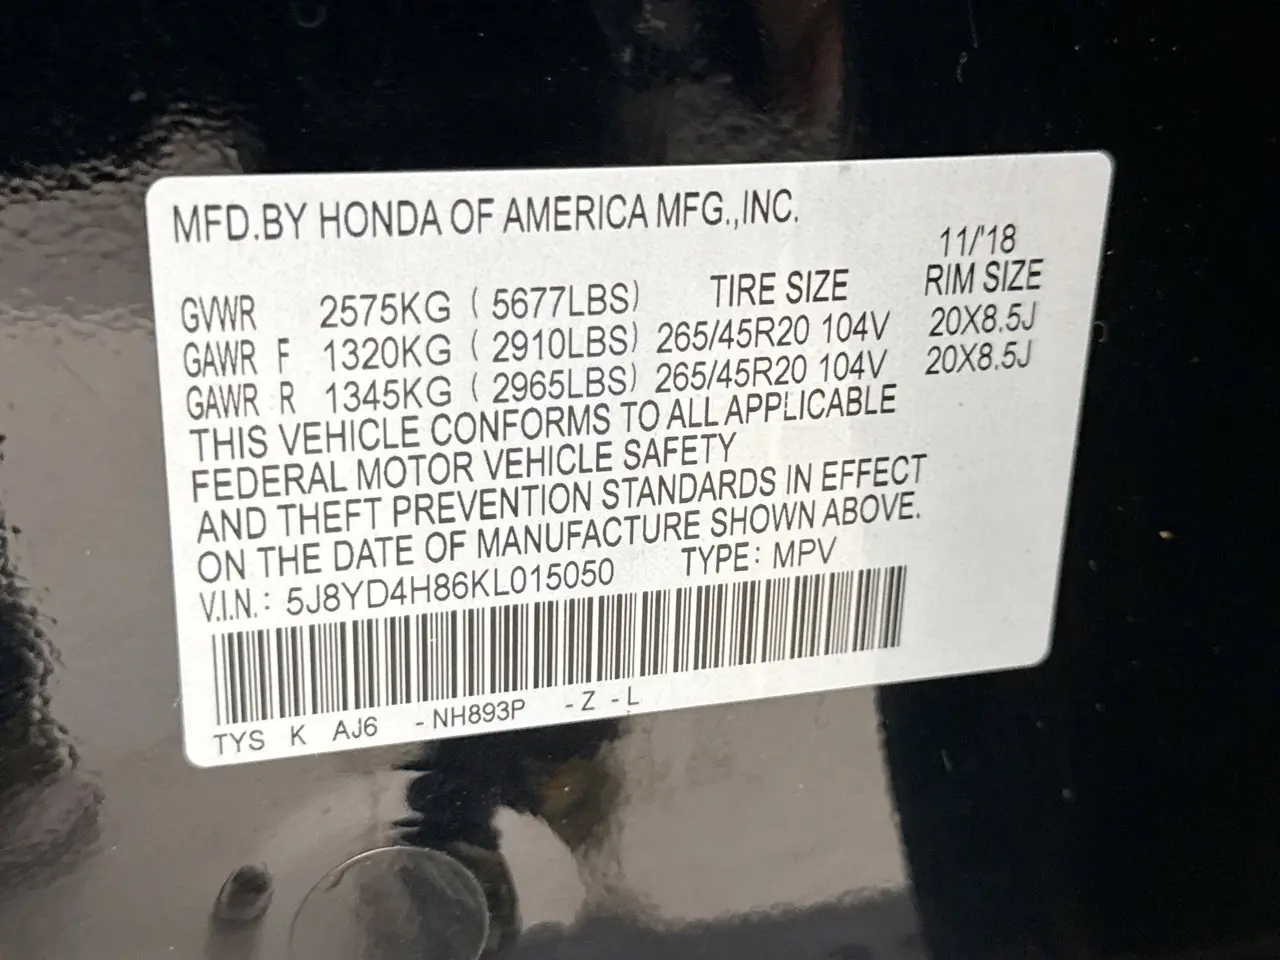 MFD.BY HONDA OF AMERICA MFG.,INC.
11/'18
GVWR 2575KG ( 5677LBS) TIRE SIZE RIM SIZE
GAWR F 1320KG ( 2910LBS) 265/45R20 104V 20X8.5J
GAWR R 1345KG ( 2965LBS) 265/45R20 104V 20X8.5J
THIS VEHICLE CONFORMS TO ALL APPLICABLE
FEDERAL MOTOR VEHICLE SAFETY
AND THEFT PREVENTION STANDARDS IN EFFECT
ON THE DATE OF MANUFACTURE SHOWN ABOVE.
V.I.N.: 5J8YD4H86KL015050 TYPE: MPV
TYS K AJ6 -NH893P -Z -L